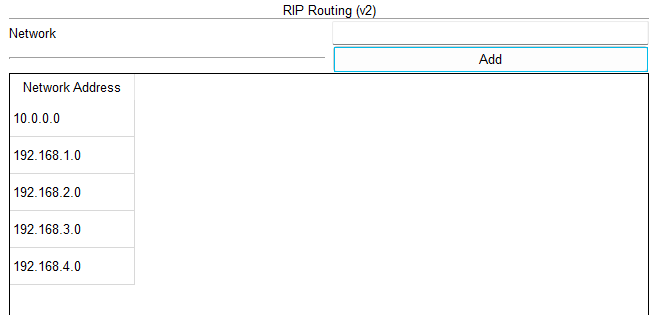 RIP Routing (v2)
Network
Add
Network Address
10.0.0.0
192.168.1.0
192.168.2.0
192.168.3.0
192.168.4.0